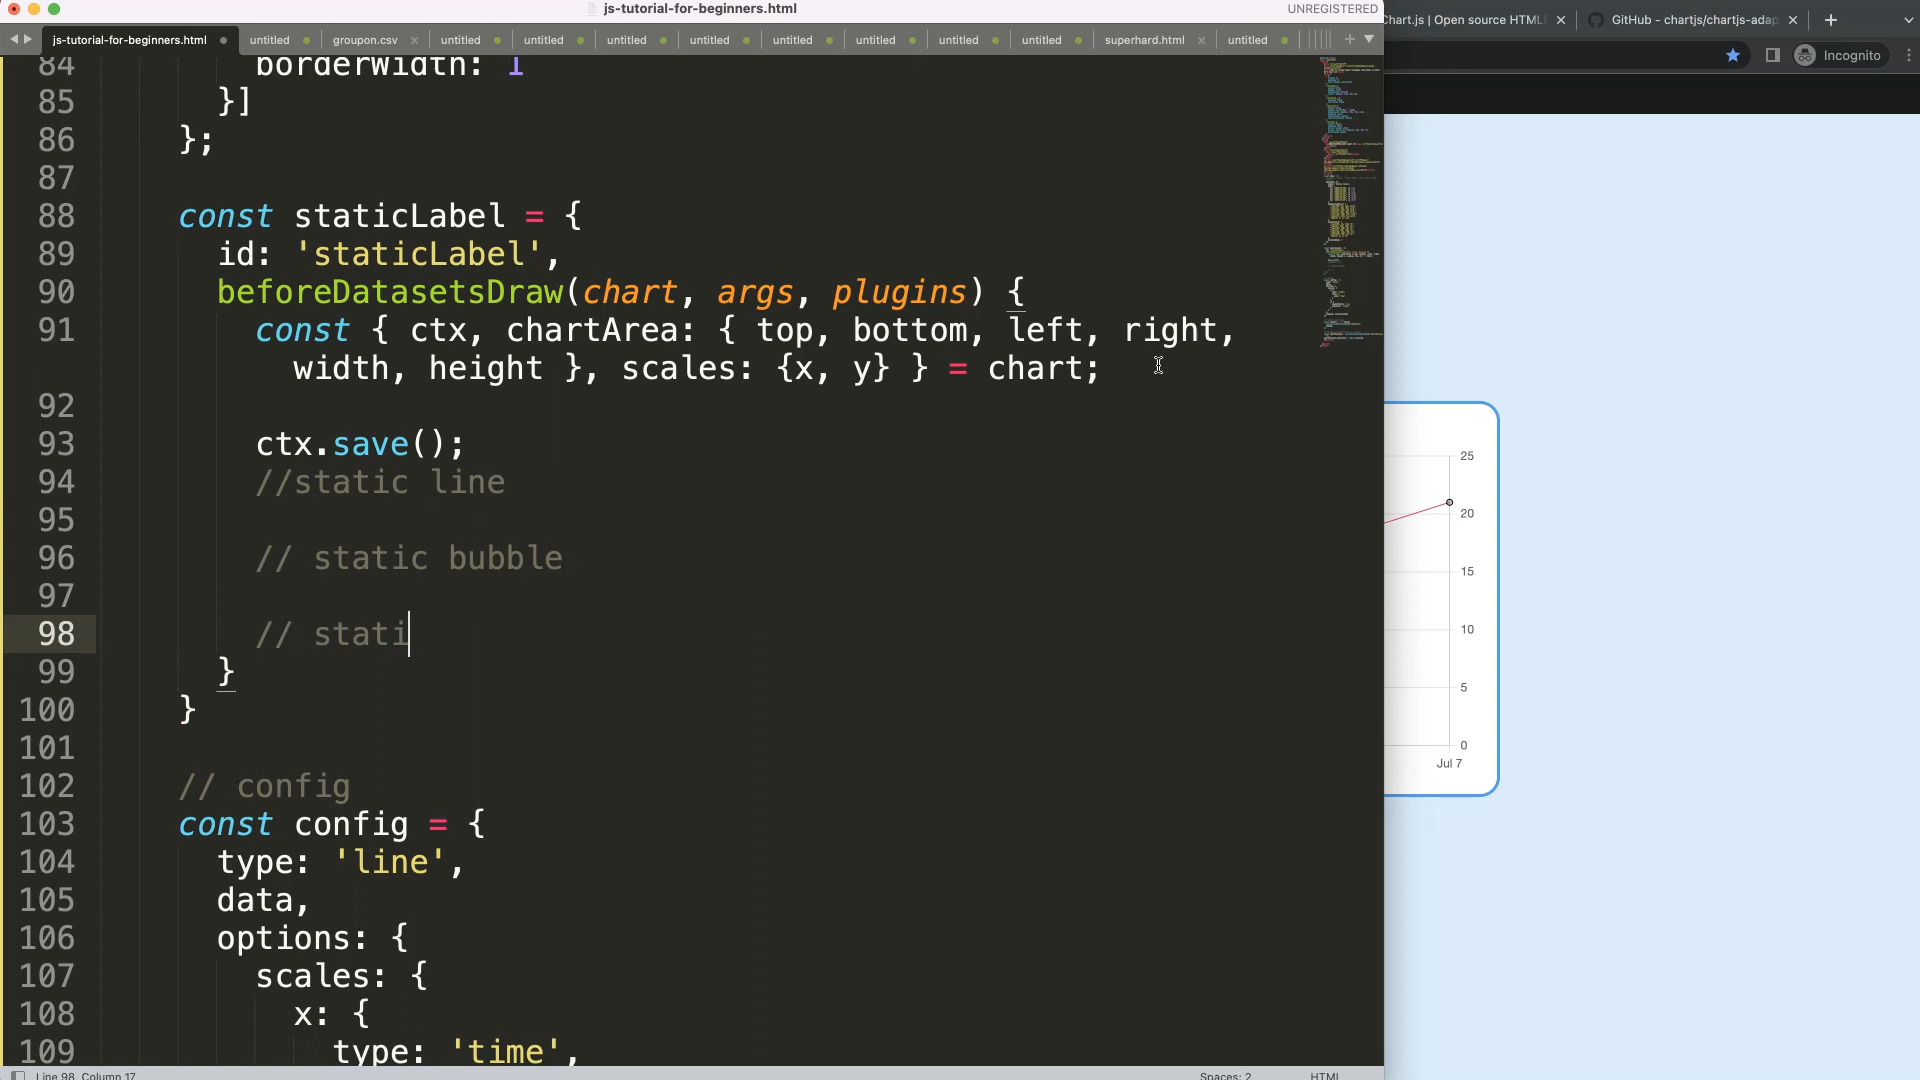 js-tutorial-for-beginners.html
UNREGISTERED
js-tutorial-for-beginners.html untitled groupon.csv untitled untitled untitled untitled untitled untitled untitled untitled superhard.html untitled
Chart.js | Open source HTML5 GitHub - chartjs/chartjs-adap
Incognito
84 borderWidth: 1
85 }]
86 };
87
88 const staticLabel = {
89 id: 'staticLabel',
90 beforeDatasetsDraw(chart, args, plugins) {
91 const { ctx, chartArea: { top, bottom, left, right,
width, height }, scales: {x, y} } = chart;
92
93 ctx.save();
94 //static line
95
96 // static bubble
97
98 // stati
99 }
100 }
101
102 // config
103 const config = {
104 type: 'line',
105 data,
106 options: {
107 scales: {
108 x: {
109 type: 'time',
Line 98, Column 17
Spaces: 2
HTML
25
20
15
10
5
0
Jul 7